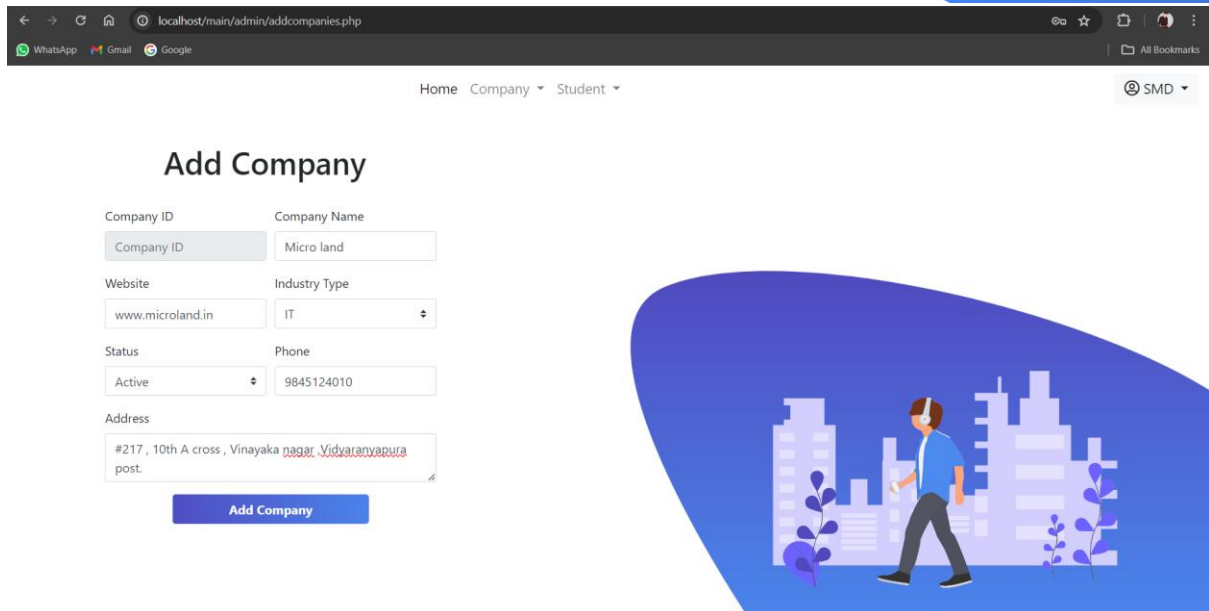 localhost/main/admin/addcompanies.php
WhatsApp Gmail Google All Bookmarks
Home Company Student SMD
Add Company
Company ID Company Name
Company ID Micro land
Website Industry Type
www.microland.in IT
Status Phone
Active 9845124010
Address
#217 , 10th A cross , Vinayaka nagar ,Vidyaranyapura
post.
Add Company